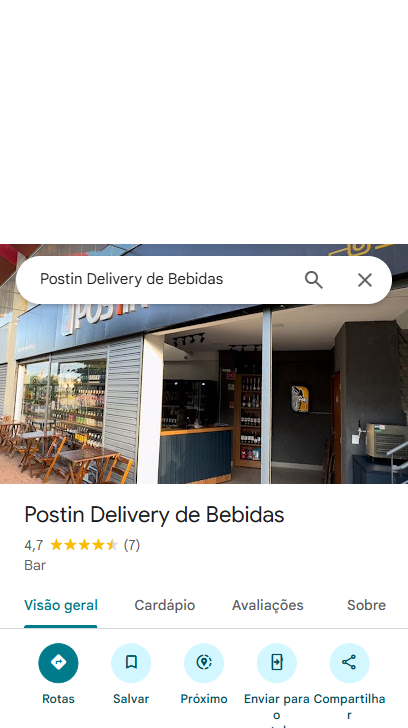 Postin Delivery de Bebidas
POSTIN
Postin Delivery de Bebidas
4,7 (7)
Bar
Visão geral Cardápio Avaliações Sobre
Rotas Salvar Próximo Enviar para o Compartilhar